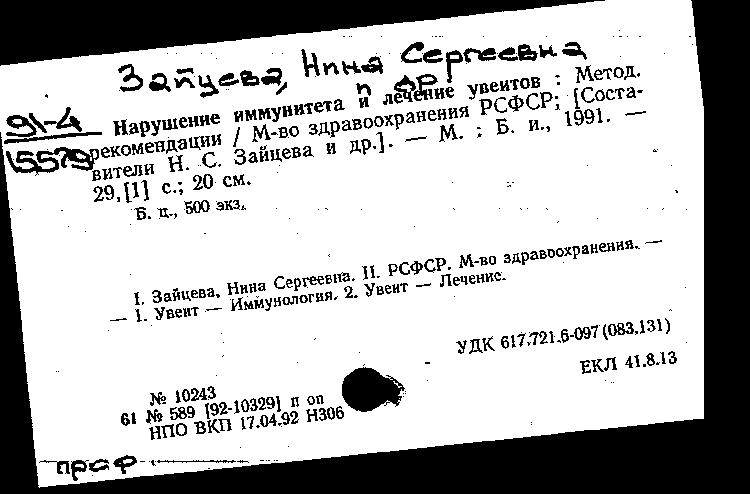 Зайцева, Нина Сергеевна
и др.
91-4
15579
Нарушение иммунитета и лечение увеитов : Метод.
рекомендации / М-во здравоохранения РСФСР; [Соста-
вители Н. С. Зайцева и др.]. — М. : Б. и., 1991. —
29,[1] с.; 20 см.
Б. ц., 500 экз.
I. Зайцева, Нина Сергеевна. II. РСФСР. М-во здравоохранения. —
— 1. Увеит — Иммунология. 2. Увеит — Лечение.
УДК 617.721.6-097(083.131)
ЕКЛ 41.8.13
№ 10243
61 № 589 [92-10329] п оп
НПО ВКП 17.04.92 Н306
проф